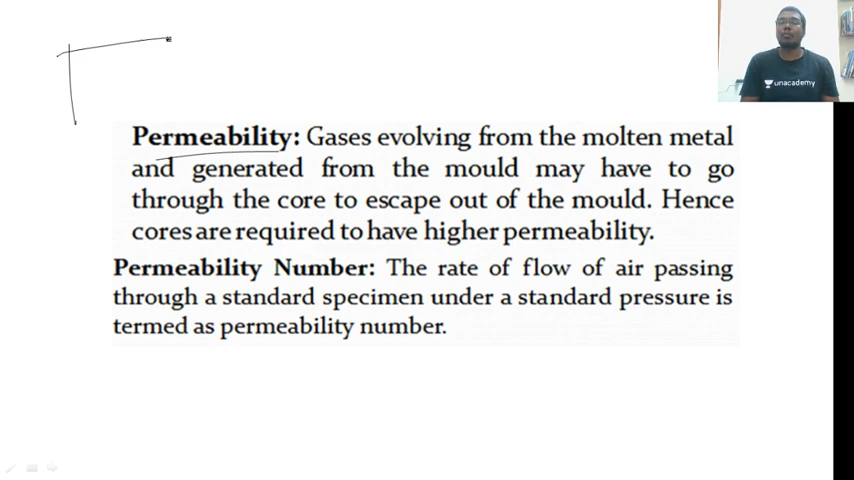 unacademy
Permeability: Gases evolving from the molten metal
and generated from the mould may have to go
through the core to escape out of the mould. Hence
cores are required to have higher permeability.
Permeability Number: The rate of flow of air passing
through a standard specimen under a standard pressure is
termed as permeability number.